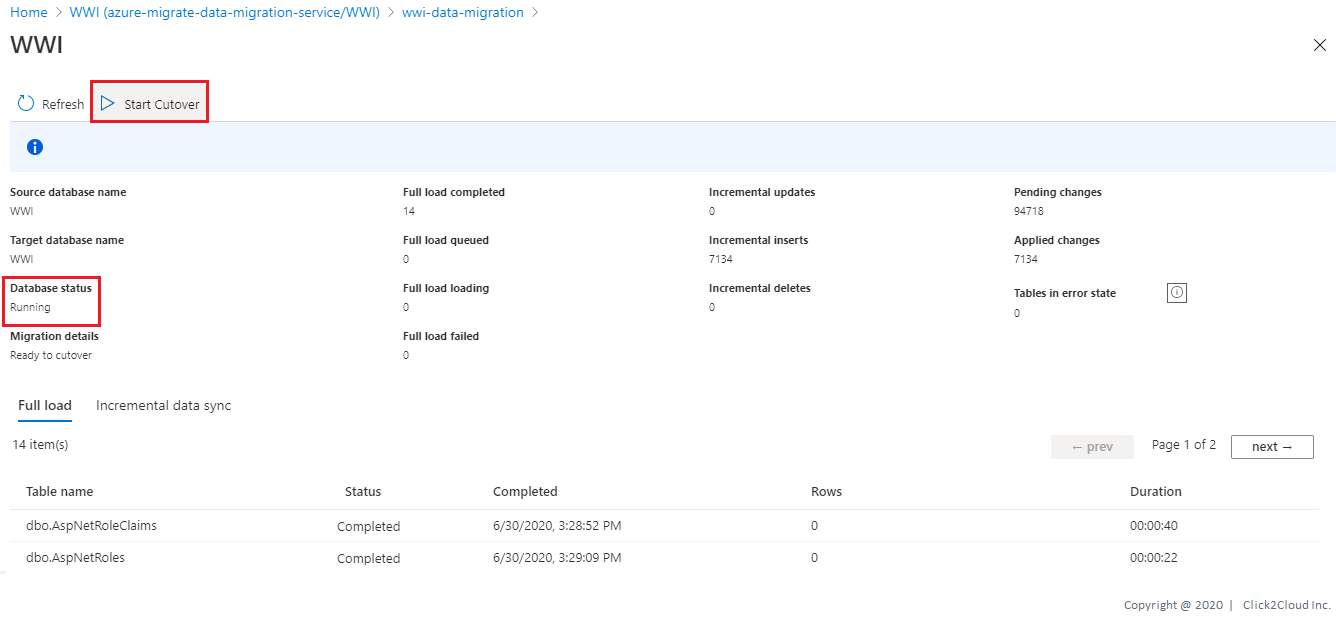 Home > WWI (azure-migrate-data-migration-service/WWI) > wwi-data-migration >
WWI
Refresh Start Cutover
Source database name Full load completed Incremental updates Pending changes
WWI 14 0 94718
Target database name Full load queued Incremental inserts Applied changes
WWI 0 7134 7134
Database status Full load loading Incremental deletes Tables in error state
Running 0 0 0
Migration details Full load failed
Ready to cutover 0
Full load Incremental data sync
14 item(s) ← prev Page 1 of 2 next →
Table name Status Completed Rows Duration
dbo.AspNetRoleClaims Completed 6/30/2020, 3:28:52 PM 0 00:00:40
dbo.AspNetRoles Completed 6/30/2020, 3:29:09 PM 0 00:00:22
Copyright @ 2020 | Click2Cloud Inc.